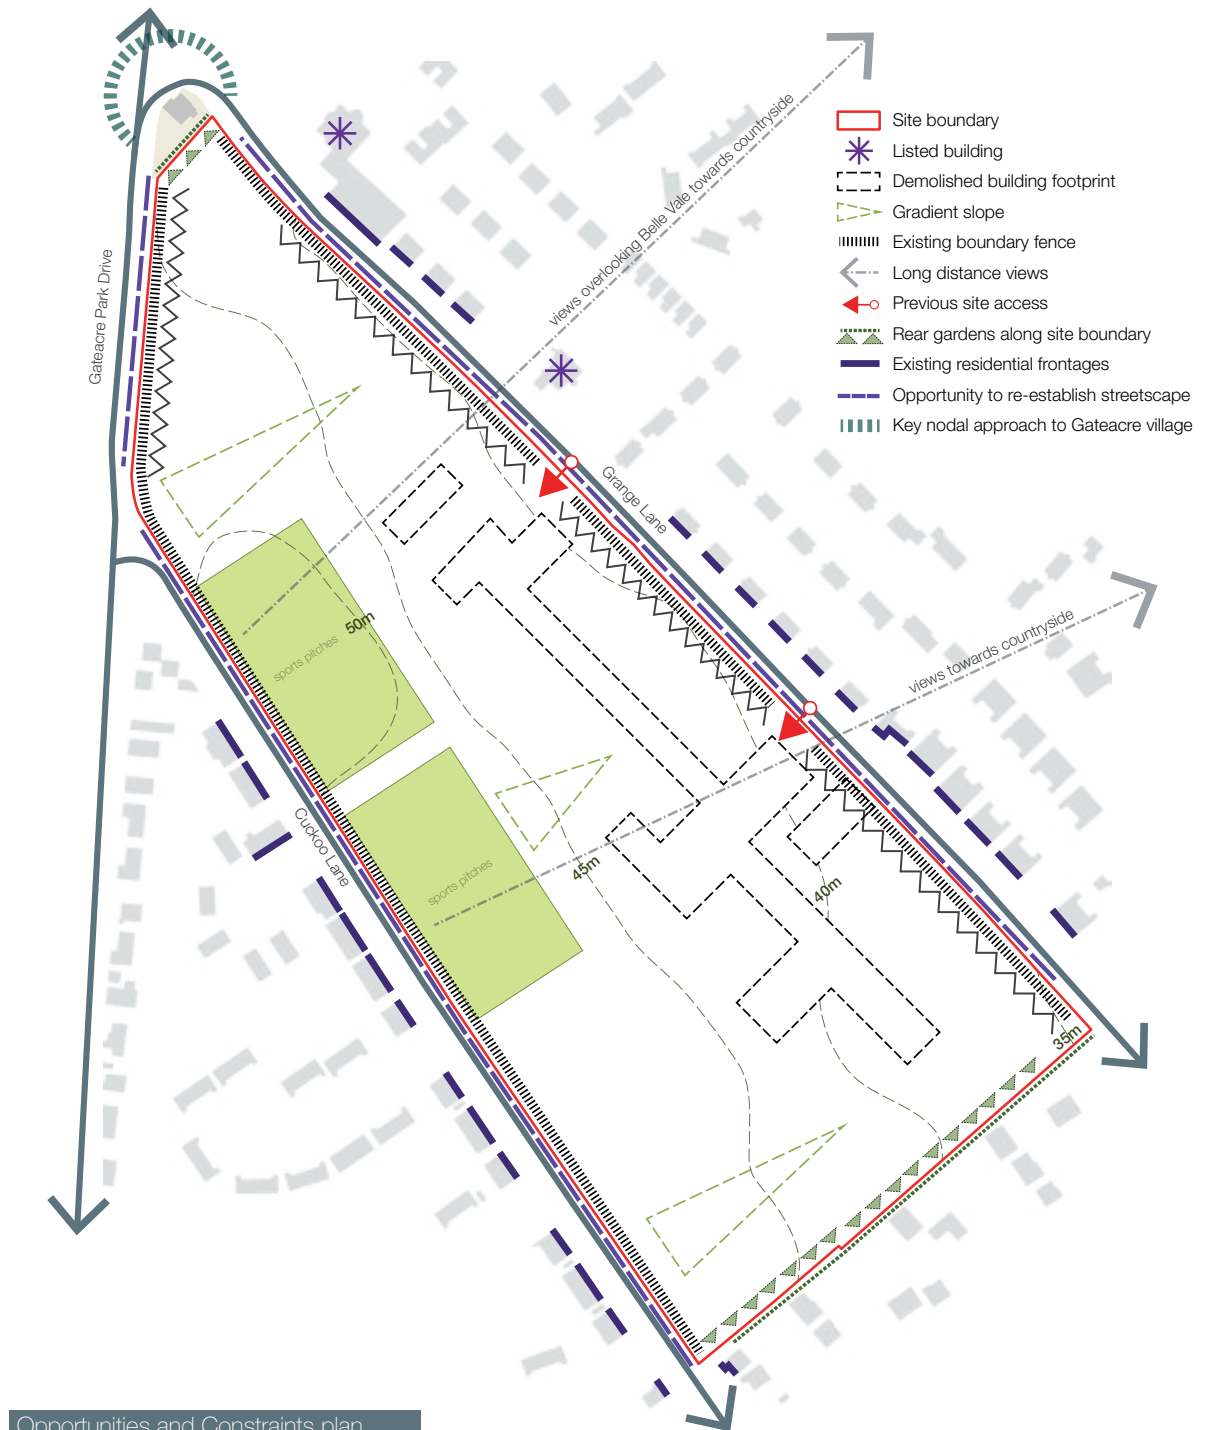 Site boundary
Listed building
Demolished building footprint
Gradient slope
Existing boundary fence
Long distance views
Previous site access
Rear gardens along site boundary
Existing residential frontages
Opportunity to re-establish streetscape
Key nodal approach to Gateacre village
views overlooking Belle Vale towards countryside
Gateacre Park Drive
Grange Lane
views towards countryside
50m
sports pitches
Cuckoo Lane
sports pitches
45m
40m
35m
Opportunities and Constraints plan